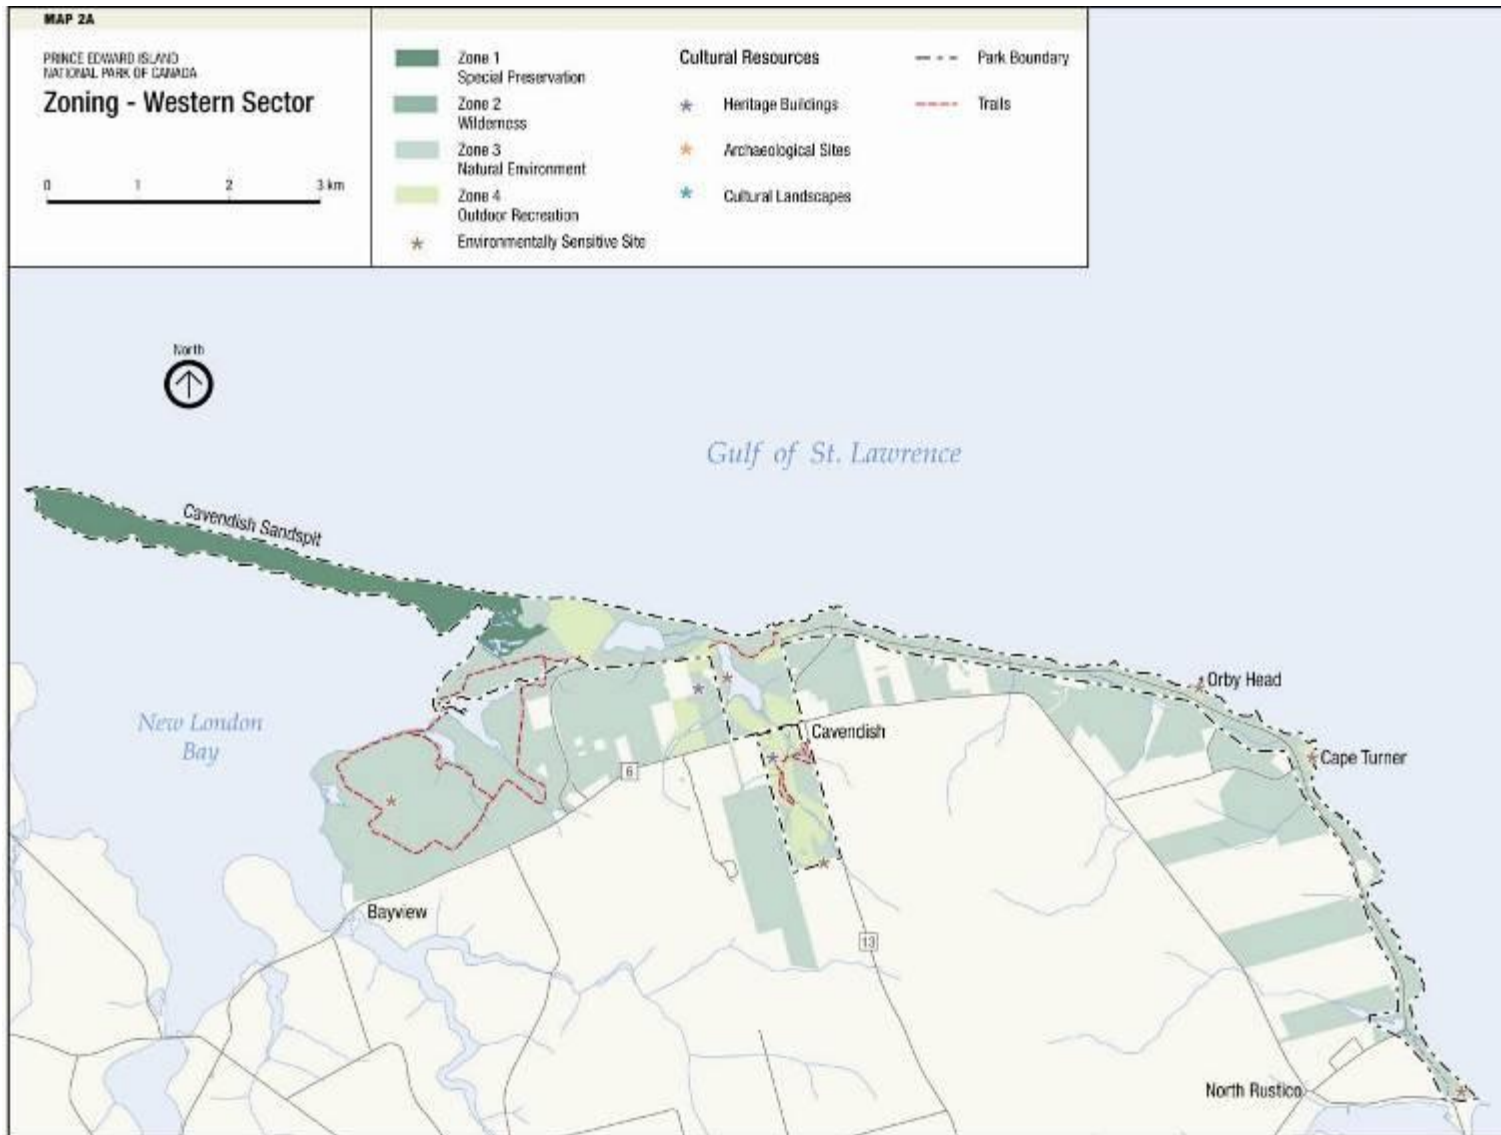 MAP 2A
PRINCE EDWARD ISLAND
NATIONAL PARK OF CANADA
Zoning - Western Sector
0 1 2 3 km
Zone 1
Special Preservation
Zone 2
Wilderness
Zone 3
Natural Environment
Zone 4
Outdoor Recreation
Environmentally Sensitive Site
Cultural Resources
Heritage Buildings
Archaeological Sites
Cultural Landscapes
Park Boundary
Trails
North
Gulf of St. Lawrence
Cavendish Sandspit
Orby Head
New London
Bay
Cavendish
Cape Turner
6
Bayview
13
North Rustico